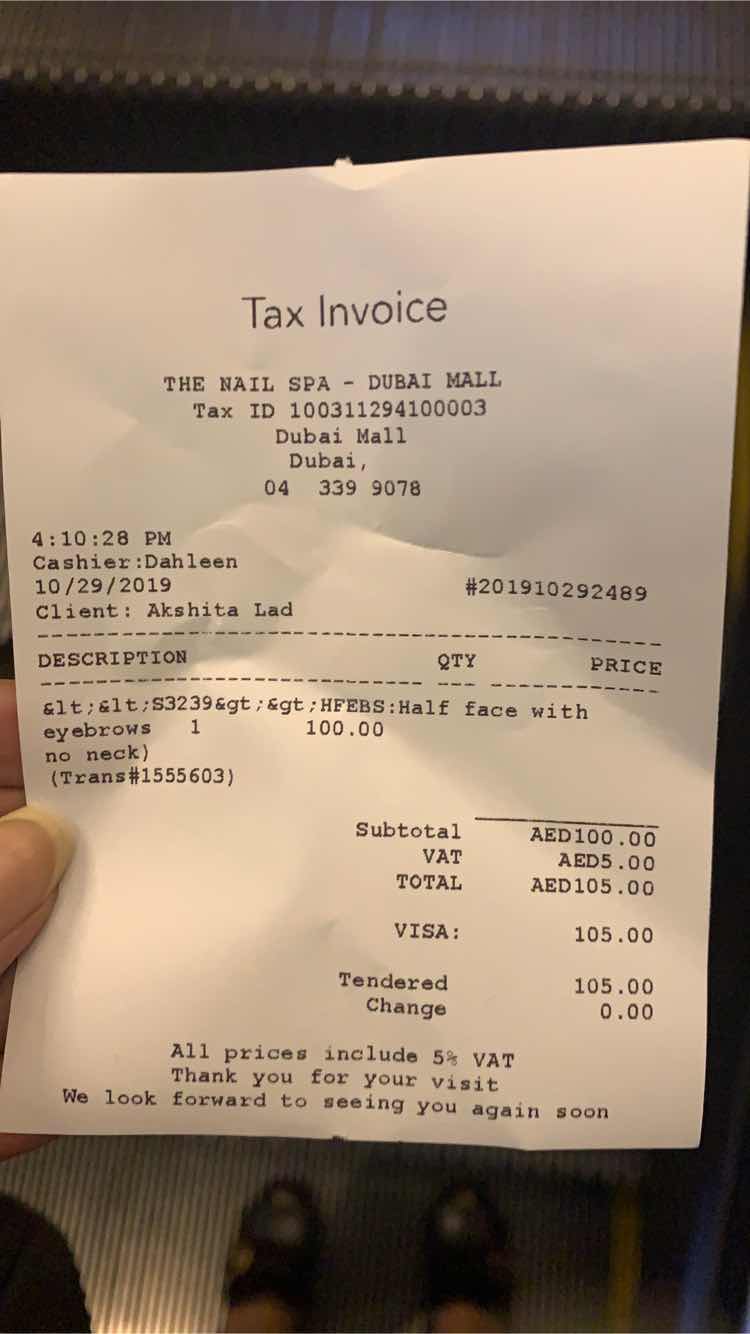 Tax Invoice
THE NAIL SPA - DUBAI MALL
Tax ID 100311294100003
Dubai Mall
Dubai,
04 339 9078
4:10:28 PM
Cashier:Dahleen
10/29/2019 #201910292489
Client: Akshita Lad
DESCRIPTION QTY PRICE
&lt;&lt;S3239&gt;&gt;HFEBS:Half face with
eyebrows 1 100.00
no neck)
(Trans#1555603)
Subtotal AED100.00
VAT AED5.00
TOTAL AED105.00
VISA: 105.00
Tendered 105.00
Change 0.00
All prices include 5% VAT
Thank you for your visit
We look forward to seeing you again soon